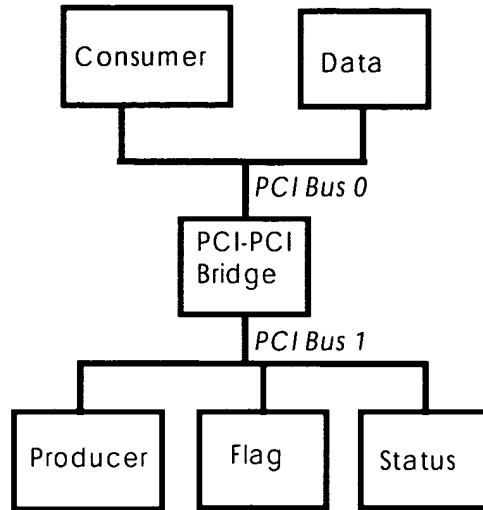 Consumer
Data
PCI Bus 0
PCI-PCI
Bridge
PCI Bus 1
Producer
Flag
Status